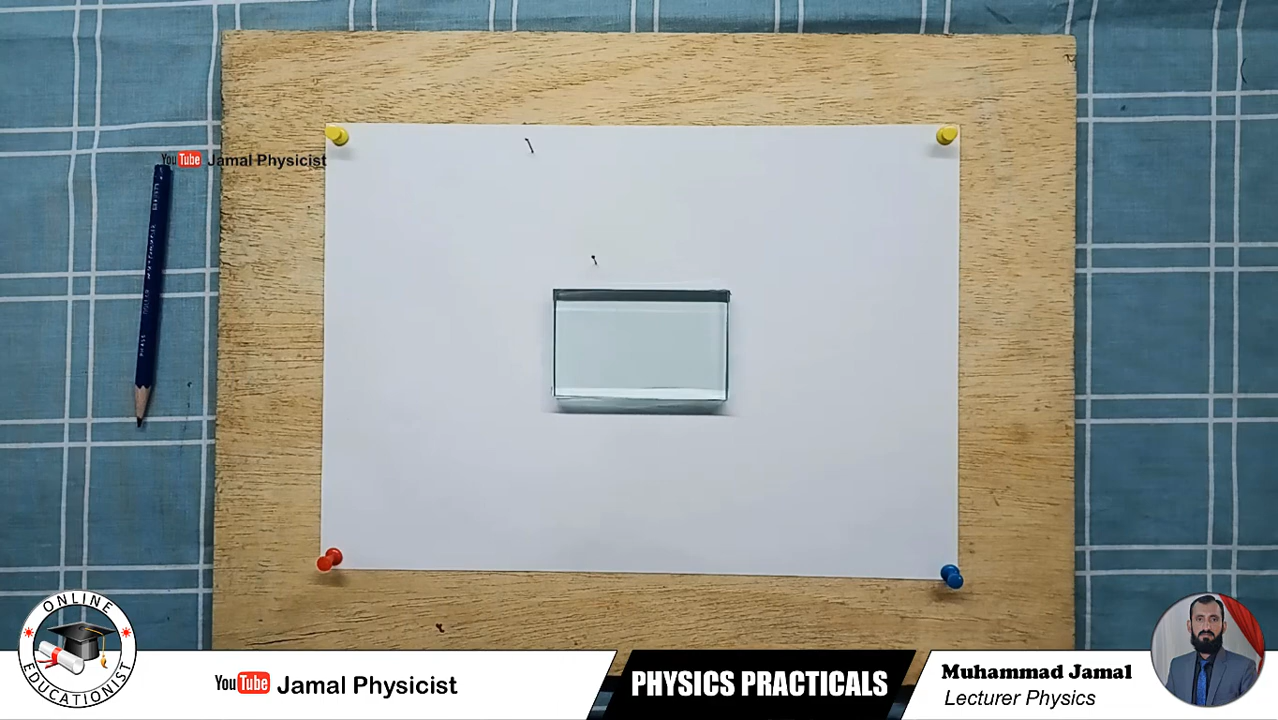 YouTube Jamal Physicist
ONLINE
EDUCATIONIST
YouTube Jamal Physicist
PHYSICS PRACTICALS
Muhammad Jamal
Lecturer Physics